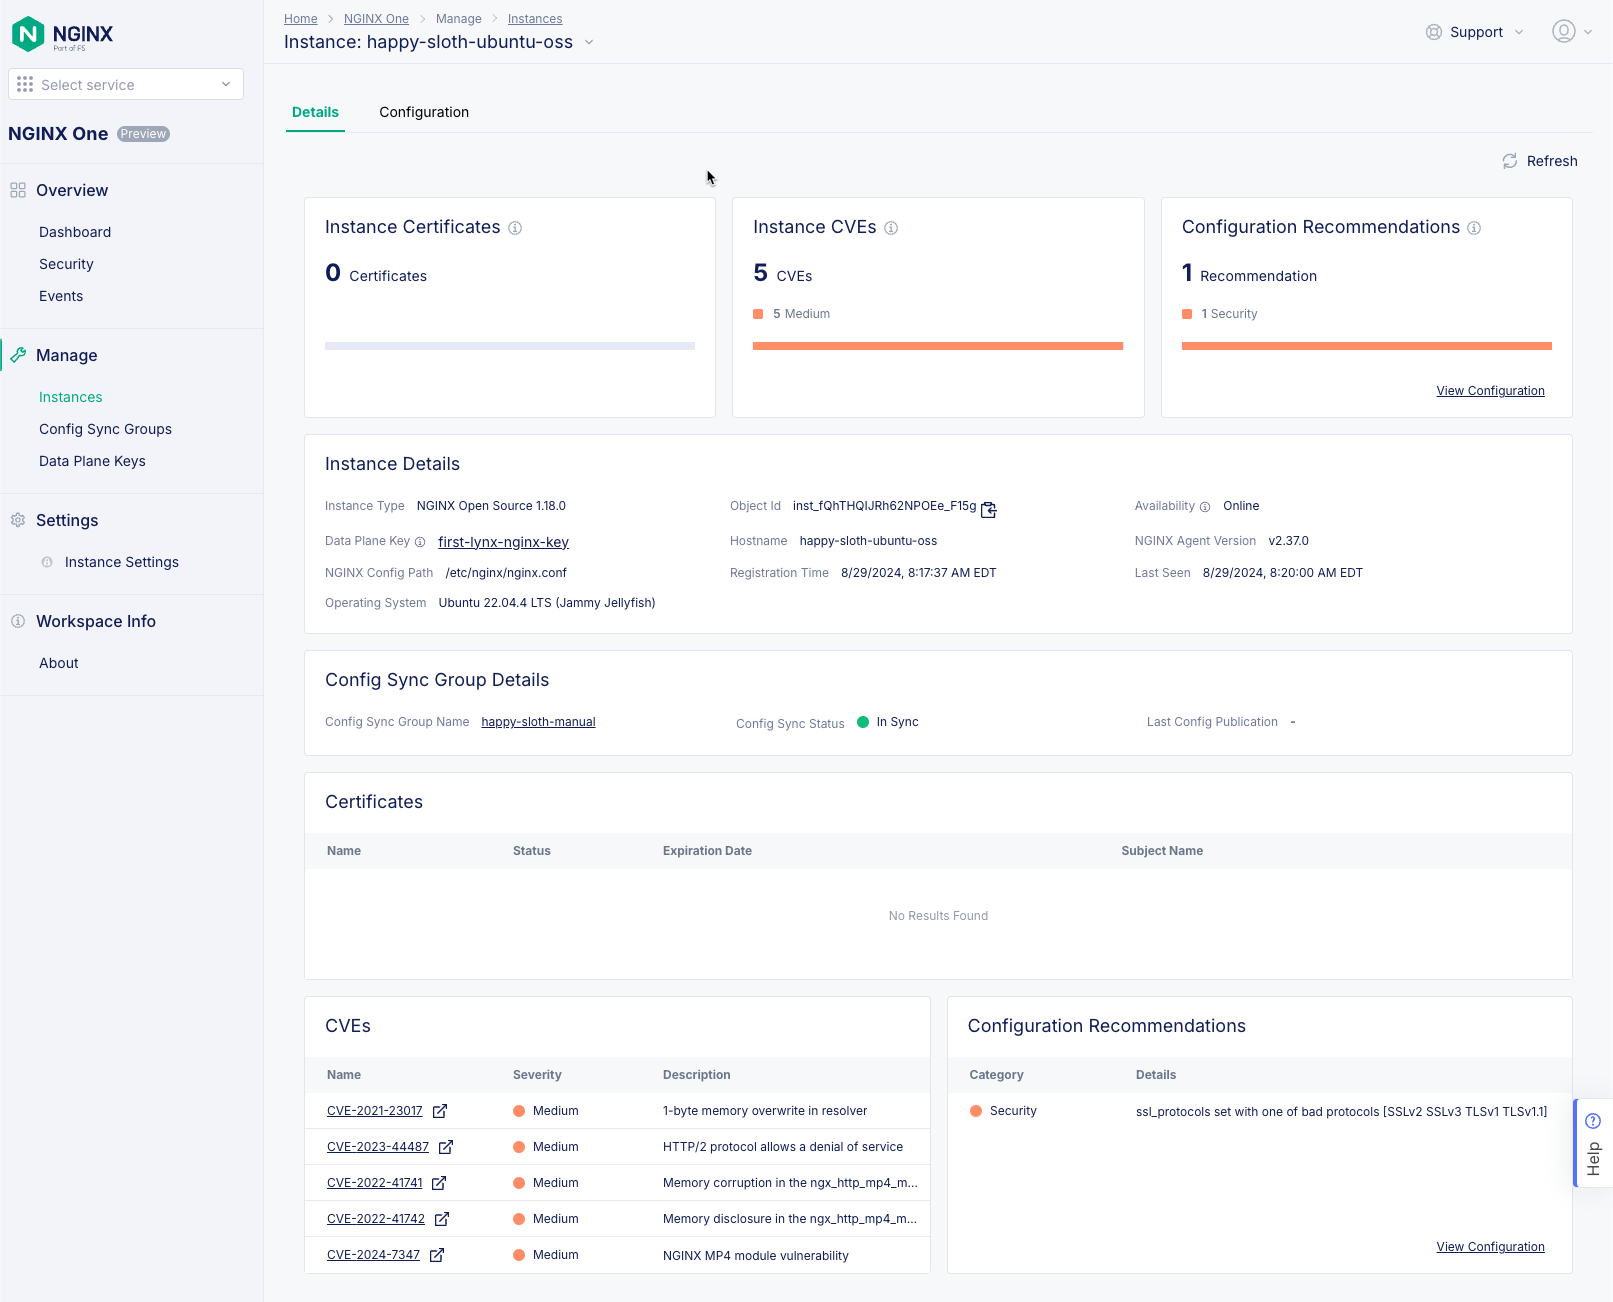 NGINX
Part of F5
Select service
NGINX One Preview
Overview
Dashboard
Security
Events
Manage
Instances
Config Sync Groups
Data Plane Keys
Settings
Instance Settings
Workspace Info
About
Home > NGINX One > Manage > Instances
Instance: happy-sloth-ubuntu-oss
Support
Details Configuration
Refresh
Instance Certificates
0 Certificates
Instance CVEs
5 CVEs
5 Medium
Configuration Recommendations
1 Recommendation
1 Security
View Configuration
Instance Details
Instance Type NGINX Open Source 1.18.0 Object Id inst_fQhTHQIJRh62NPOEe_F15g Availability Online
Data Plane Key first-lynx-nginx-key Hostname happy-sloth-ubuntu-oss NGINX Agent Version v2.37.0
NGINX Config Path /etc/nginx/nginx.conf Registration Time 8/29/2024, 8:17:37 AM EDT Last Seen 8/29/2024, 8:20:00 AM EDT
Operating System Ubuntu 22.04.4 LTS (Jammy Jellyfish)
Config Sync Group Details
Config Sync Group Name happy-sloth-manual Config Sync Status In Sync Last Config Publication -
Certificates
Name Status Expiration Date Subject Name
No Results Found
CVEs
Name Severity Description
CVE-2021-23017 Medium 1-byte memory overwrite in resolver
CVE-2023-44487 Medium HTTP/2 protocol allows a denial of service
CVE-2022-41741 Medium Memory corruption in the ngx_http_mp4_m...
CVE-2022-41742 Medium Memory disclosure in the ngx_http_mp4_m...
CVE-2024-7347 Medium NGINX MP4 module vulnerability
Configuration Recommendations
Category Details
Security ssl_protocols set with one of bad protocols [SSLv2 SSLv3 TLSv1 TLSv1.1]
View Configuration
Help